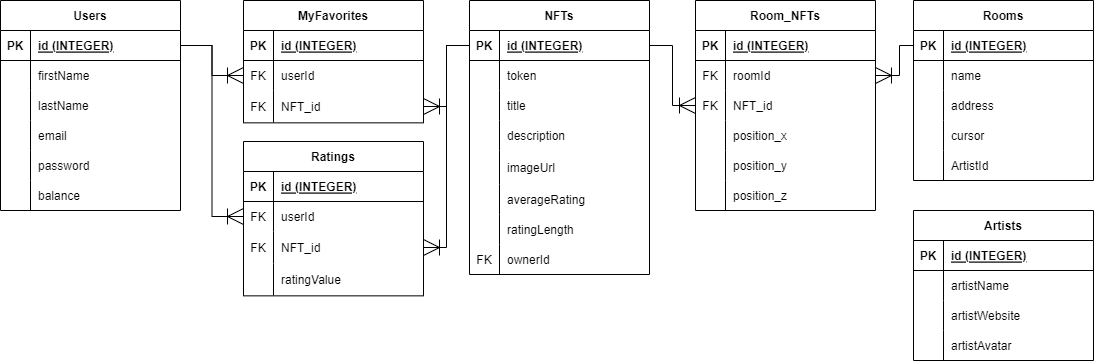 Users
PK id (INTEGER)
firstName
lastName
email
password
balance
MyFavorites
PK id (INTEGER)
FK userId
FK NFT_id
Ratings
PK id (INTEGER)
FK userId
FK NFT_id
ratingValue
NFTs
PK id (INTEGER)
token
title
description
imageUrl
averageRating
ratingLength
FK ownerId
Room_NFTs
PK id (INTEGER)
FK roomId
FK NFT_id
position_x
position_y
position_z
Rooms
PK id (INTEGER)
name
address
cursor
ArtistId
Artists
PK id (INTEGER)
artistName
artistWebsite
artistAvatar